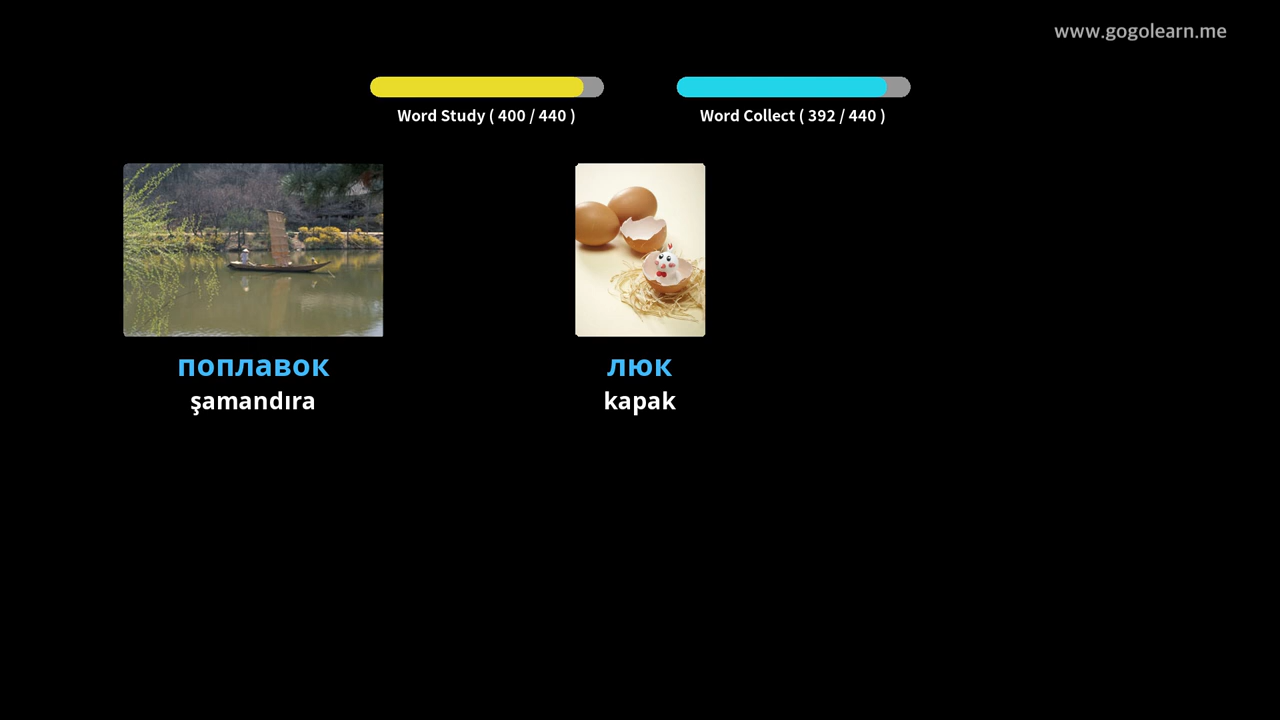 www.gogolearn.me
Word Study ( 400 / 440 )
Word Collect ( 392 / 440 )
поплавок
şamandıra
люк
kapak